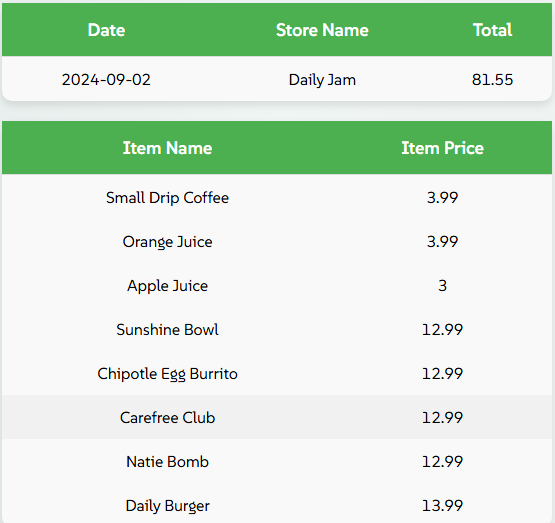 Date Store Name Total
2024-09-02 Daily Jam 81.55
Item Name Item Price
Small Drip Coffee 3.99
Orange Juice 3.99
Apple Juice 3
Sunshine Bowl 12.99
Chipotle Egg Burrito 12.99
Carefree Club 12.99
Natie Bomb 12.99
Daily Burger 13.99